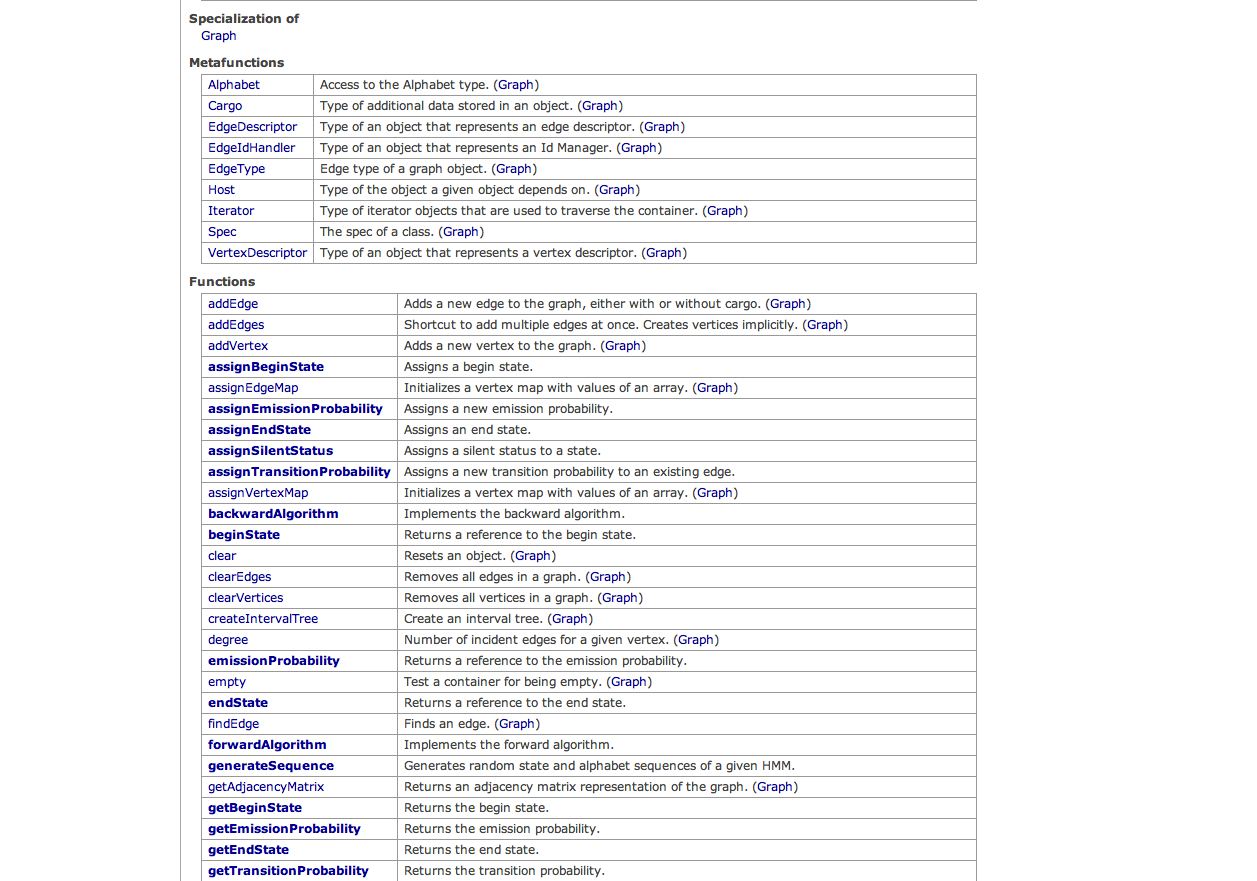 Specialization of
Graph
Metafunctions
Alphabet Access to the Alphabet type. (Graph)
Cargo Type of additional data stored in an object. (Graph)
EdgeDescriptor Type of an object that represents an edge descriptor. (Graph)
EdgeIdHandler Type of an object that represents an Id Manager. (Graph)
EdgeType Edge type of a graph object. (Graph)
Host Type of the object a given object depends on. (Graph)
Iterator Type of iterator objects that are used to traverse the container. (Graph)
Spec The spec of a class. (Graph)
VertexDescriptor Type of an object that represents a vertex descriptor. (Graph)
Functions
addEdge Adds a new edge to the graph, either with or without cargo. (Graph)
addEdges Shortcut to add multiple edges at once. Creates vertices implicitly. (Graph)
addVertex Adds a new vertex to the graph. (Graph)
assignBeginState Assigns a begin state.
assignEdgeMap Initializes a vertex map with values of an array. (Graph)
assignEmissionProbability Assigns a new emission probability.
assignEndState Assigns an end state.
assignSilentStatus Assigns a silent status to a state.
assignTransitionProbability Assigns a new transition probability to an existing edge.
assignVertexMap Initializes a vertex map with values of an array. (Graph)
backwardAlgorithm Implements the backward algorithm.
beginState Returns a reference to the begin state.
clear Resets an object. (Graph)
clearEdges Removes all edges in a graph. (Graph)
clearVertices Removes all vertices in a graph. (Graph)
createIntervalTree Create an interval tree. (Graph)
degree Number of incident edges for a given vertex. (Graph)
emissionProbability Returns a reference to the emission probability.
empty Test a container for being empty. (Graph)
endState Returns a reference to the end state.
findEdge Finds an edge. (Graph)
forwardAlgorithm Implements the forward algorithm.
generateSequence Generates random state and alphabet sequences of a given HMM.
getAdjacencyMatrix Returns an adjacency matrix representation of the graph. (Graph)
getBeginState Returns the begin state.
getEmissionProbability Returns the emission probability.
getEndState Returns the end state.
getTransitionProbability Returns the transition probability.